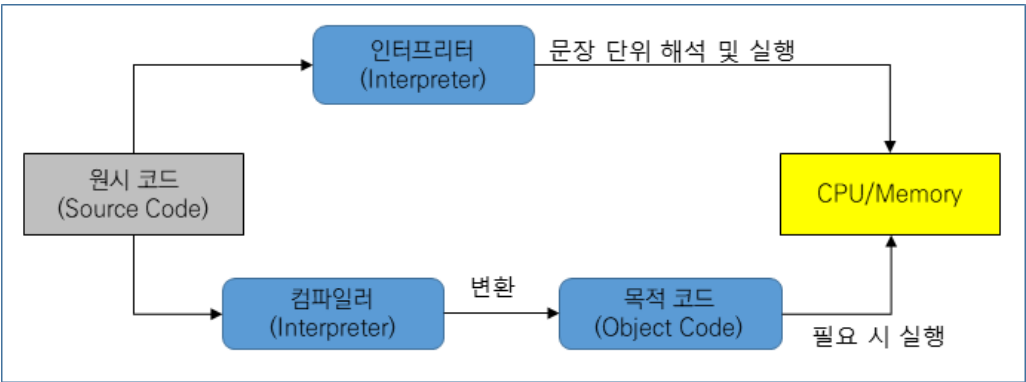 인터프리터
(Interpreter)
문장 단위 해석 및 실행
원시 코드
(Source Code)
CPU/Memory
컴파일러
(Interpreter)
변환
목적 코드
(Object Code)
필요 시 실행